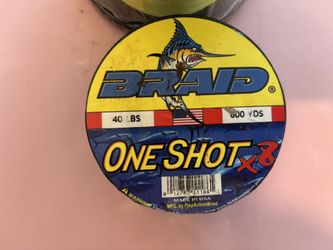 BRAID®
40 LBS
600 YDS
ONE SHOT x8
MADE IN USA